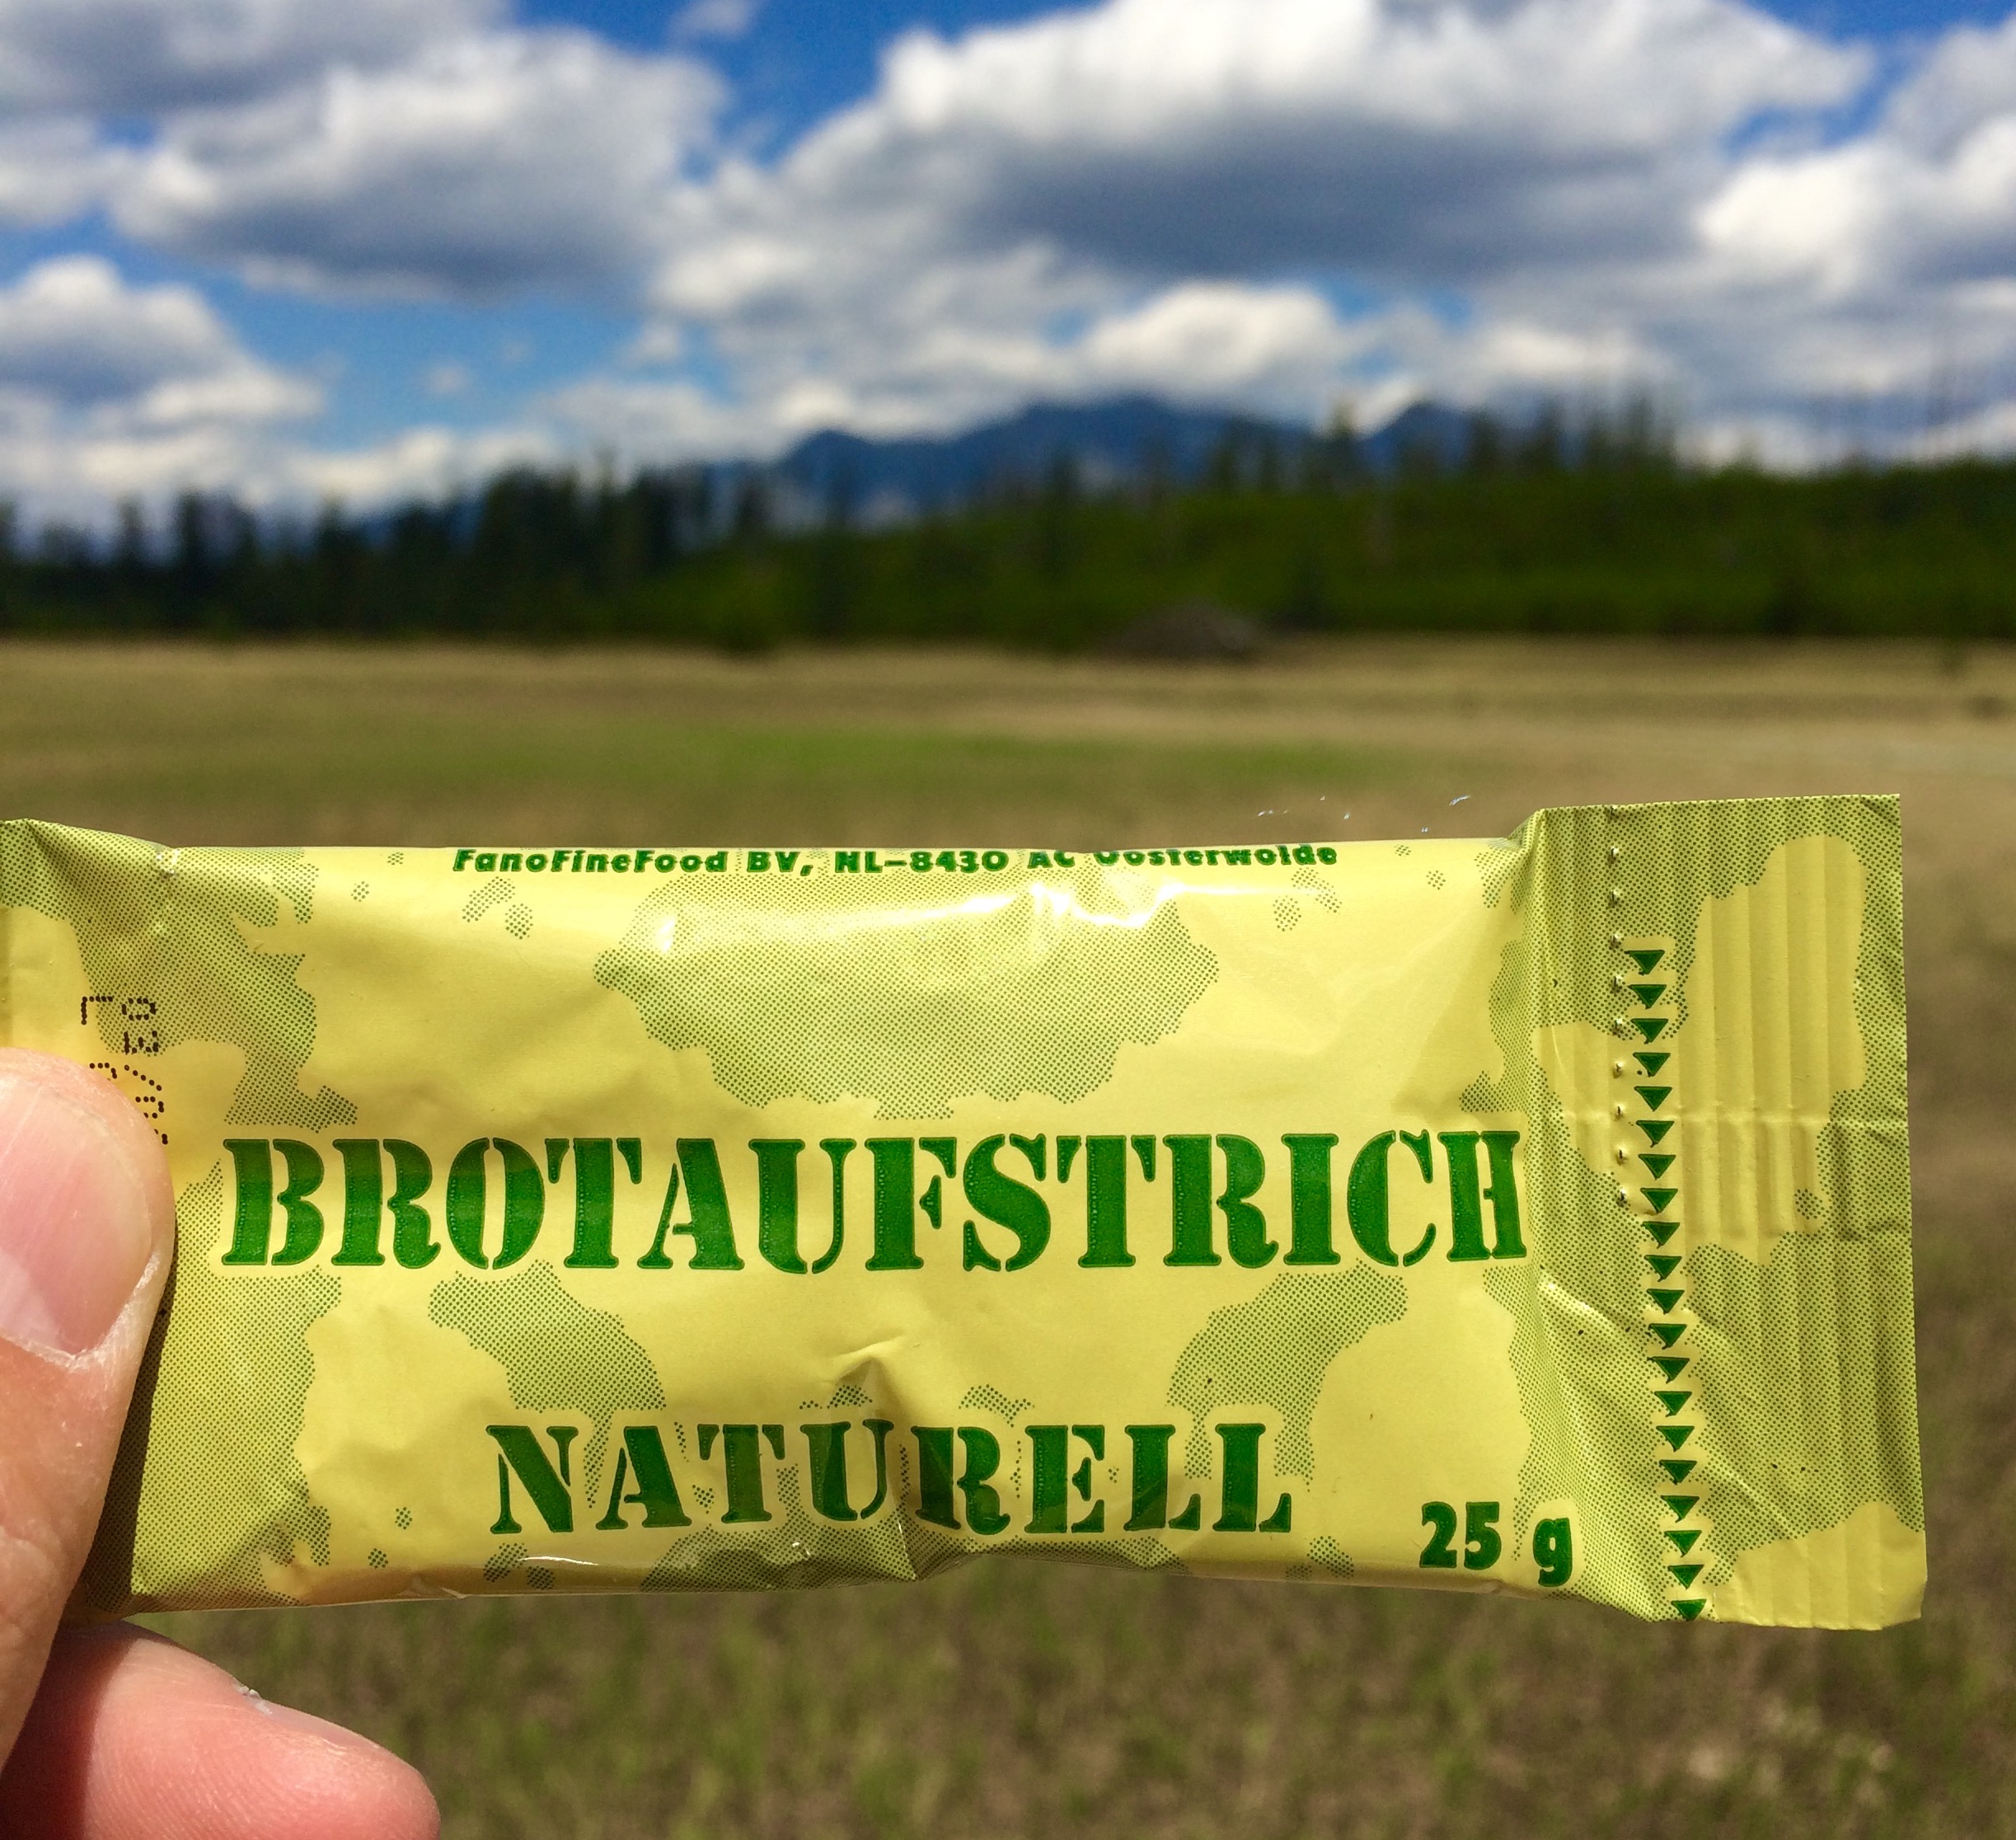 FanoFineFood BV, NL-8430 AC Oosterwolde
BROTAUFSTRICH
NATURELL
25 g